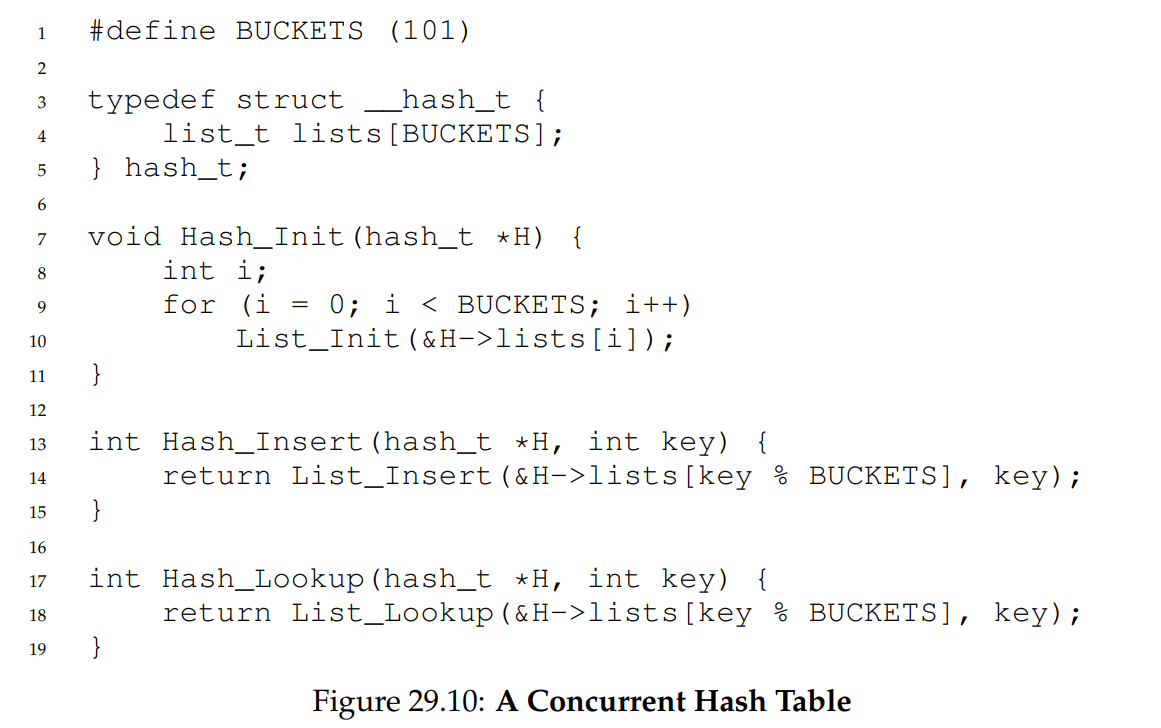 1 #define BUCKETS (101)
2
3 typedef struct __hash_t {
4     list_t lists[BUCKETS];
5 } hash_t;
6
7 void Hash_Init(hash_t *H) {
8     int i;
9     for (i = 0; i < BUCKETS; i++)
10         List_Init(&H->lists[i]);
11 }
12
13 int Hash_Insert(hash_t *H, int key) {
14     return List_Insert(&H->lists[key % BUCKETS], key);
15 }
16
17 int Hash_Lookup(hash_t *H, int key) {
18     return List_Lookup(&H->lists[key % BUCKETS], key);
19 }
Figure 29.10: A Concurrent Hash Table